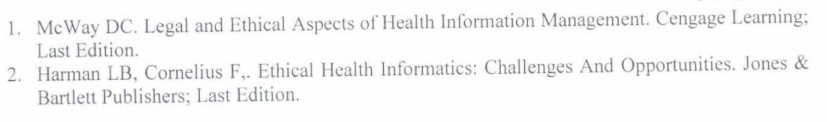 1. McWay DC. Legal and Ethical Aspects of Health Information Management. Cengage Learning;
Last Edition.
2. Harman LB, Cornelius F,. Ethical Health Informatics: Challenges And Opportunities. Jones &
Bartlett Publishers; Last Edition.